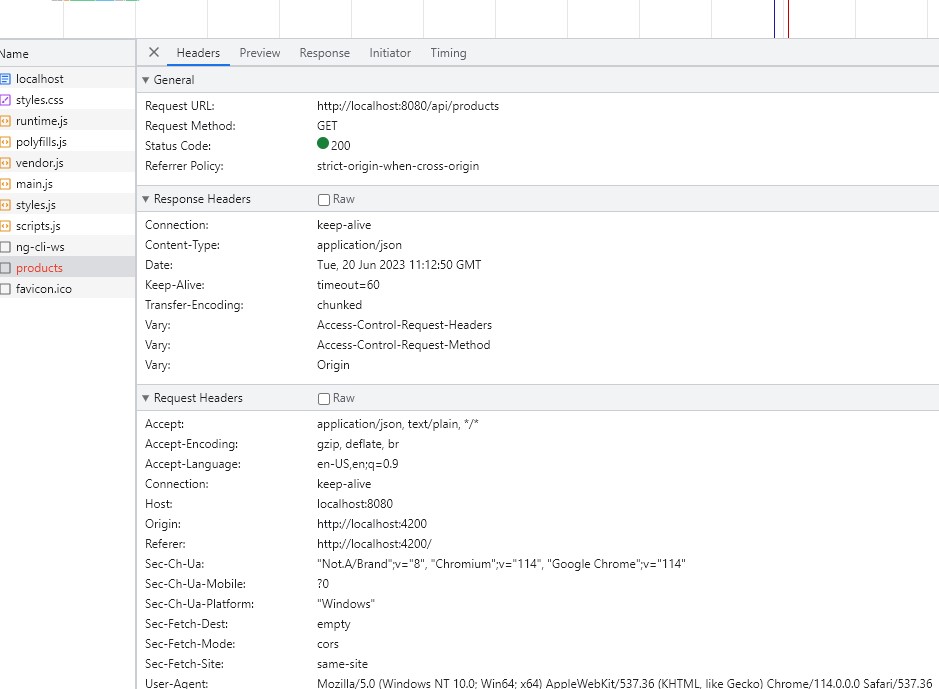 Name
localhost
styles.css
runtime.js
polyfills.js
vendor.js
main.js
styles.js
scripts.js
ng-cli-ws
products
favicon.ico
Headers Preview Response Initiator Timing
General
Request URL: http://localhost:8080/api/products
Request Method: GET
Status Code: 200
Referrer Policy: strict-origin-when-cross-origin
Response Headers Raw
Connection: keep-alive
Content-Type: application/json
Date: Tue, 20 Jun 2023 11:12:50 GMT
Keep-Alive: timeout=60
Transfer-Encoding: chunked
Vary: Access-Control-Request-Headers
Vary: Access-Control-Request-Method
Vary: Origin
Request Headers Raw
Accept: application/json, text/plain, */*
Accept-Encoding: gzip, deflate, br
Accept-Language: en-US,en;q=0.9
Connection: keep-alive
Host: localhost:8080
Origin: http://localhost:4200
Referer: http://localhost:4200/
Sec-Ch-Ua: "Not.A/Brand";v="8", "Chromium";v="114", "Google Chrome";v="114"
Sec-Ch-Ua-Mobile: ?0
Sec-Ch-Ua-Platform: "Windows"
Sec-Fetch-Dest: empty
Sec-Fetch-Mode: cors
Sec-Fetch-Site: same-site
User-Agent: Mozilla/5.0 (Windows NT 10.0; Win64; x64) AppleWebKit/537.36 (KHTML, like Gecko) Chrome/114.0.0.0 Safari/537.36